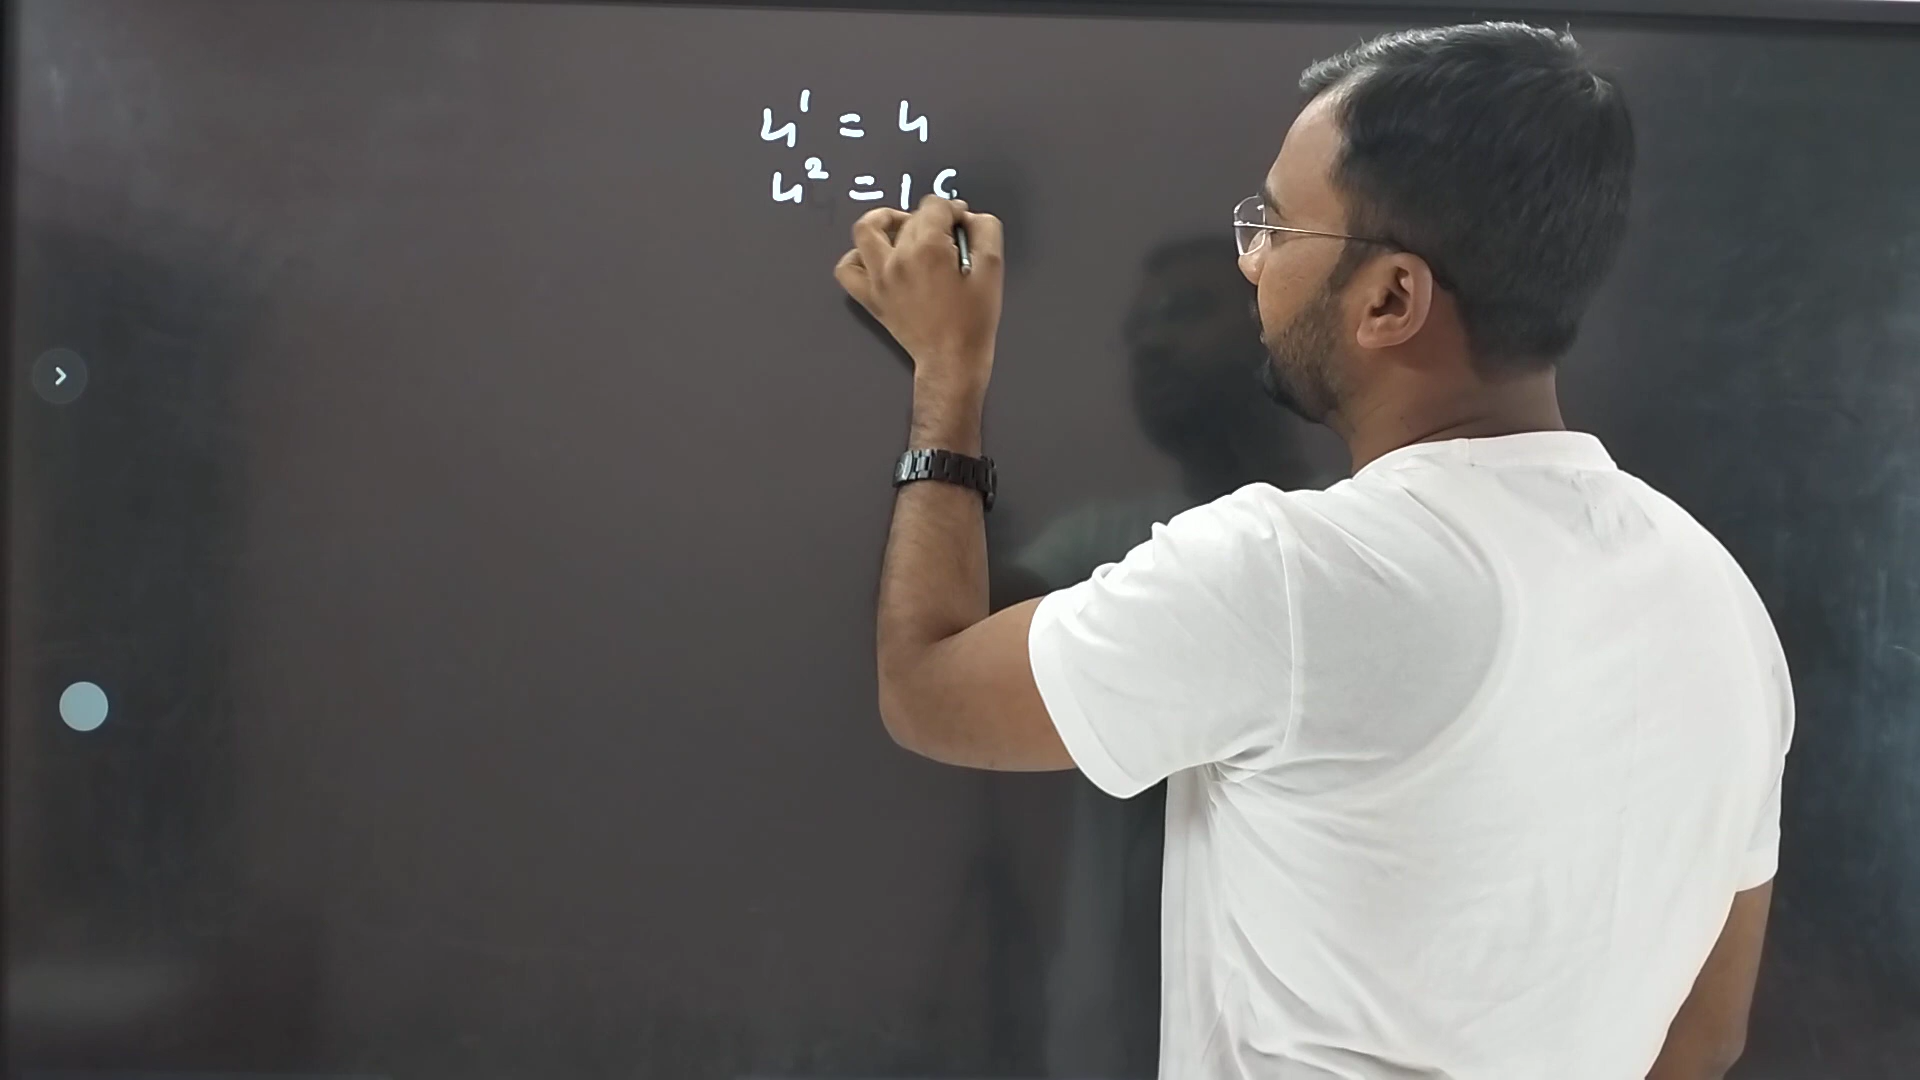 4¹ = 4
4² = 16